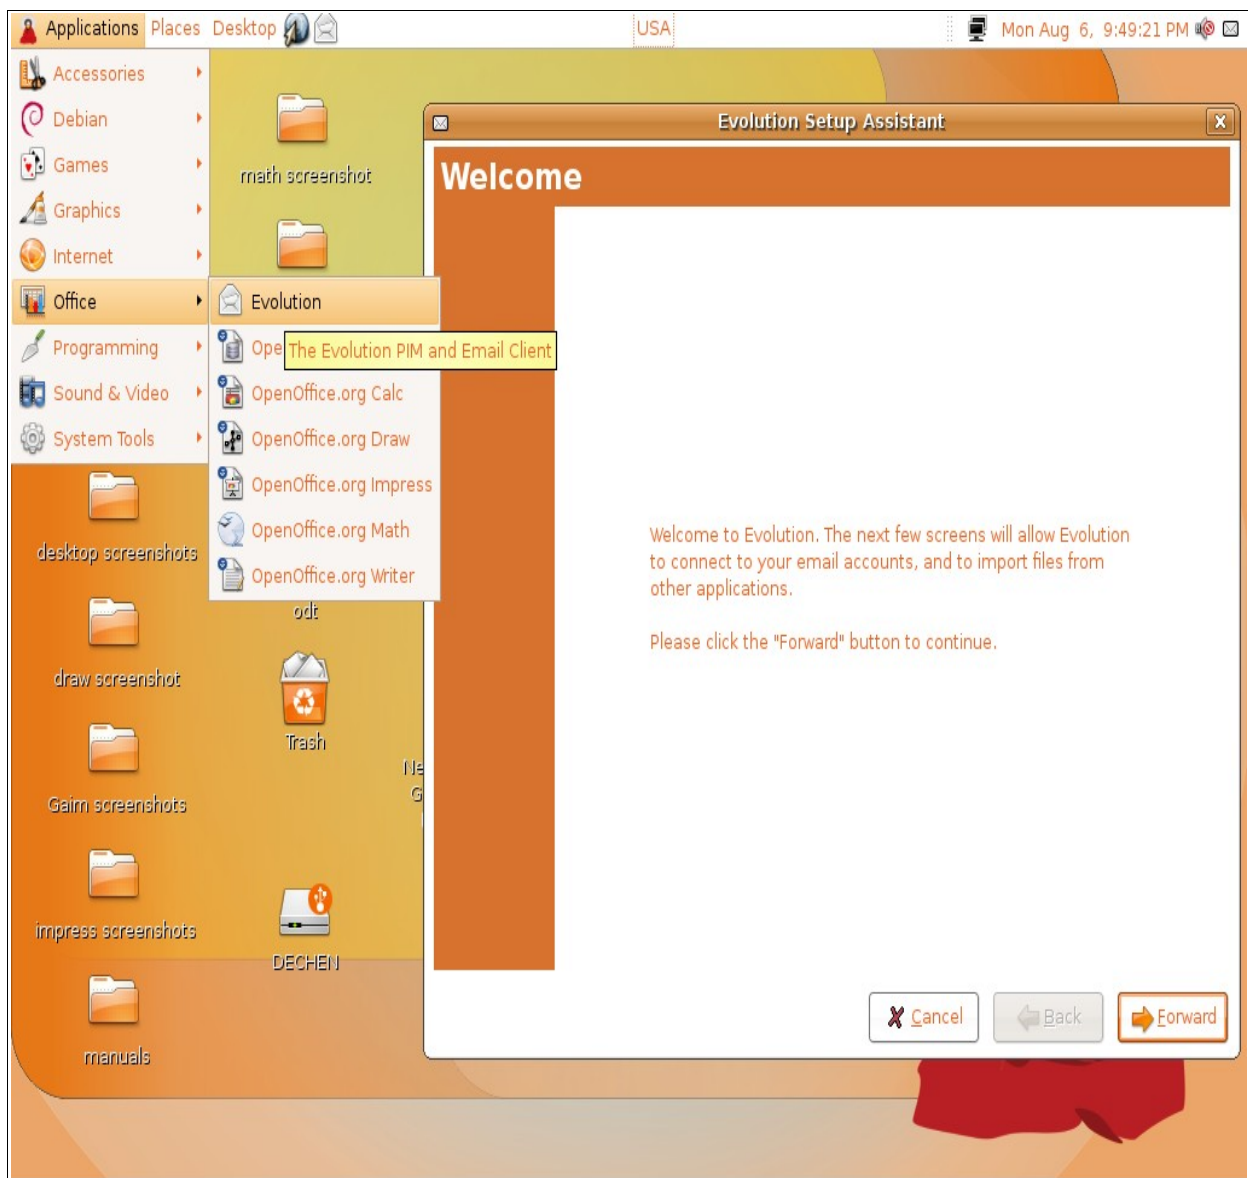 Applications Places Desktop USA Mon Aug 6, 9:49:21 PM
Accessories
Debian
Games
Graphics
Internet
Office
Programming
Sound & Video
System Tools
Evolution
Ope
The Evolution PIM and Email Client
OpenOffice.org Calc
OpenOffice.org Draw
OpenOffice.org Impress
OpenOffice.org Math
OpenOffice.org Writer
math screenshot
desktop screenshots
odt
draw screenshot
Trash
Ne
G
Gaim screenshots
impress screenshots
DECHEN
manuals
Evolution Setup Assistant
Welcome
Welcome to Evolution. The next few screens will allow Evolution
to connect to your email accounts, and to import files from
other applications.
Please click the "Forward" button to continue.
Cancel Back Forward